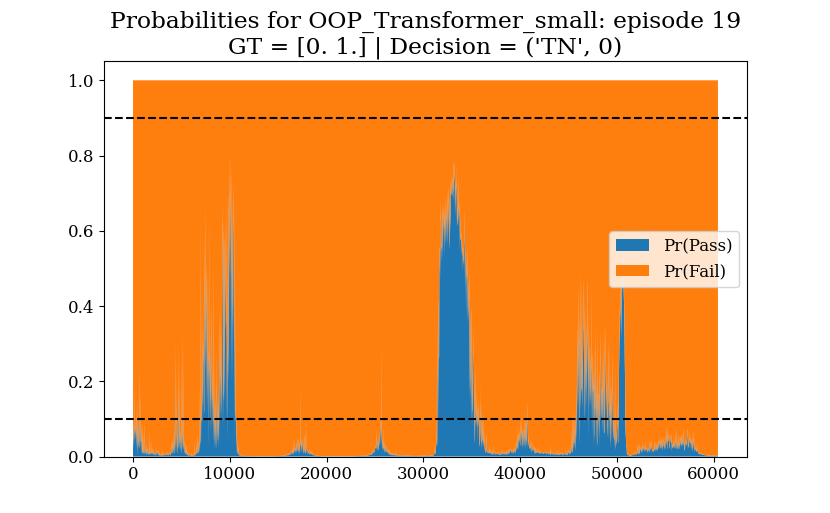 Probabilities for OOP_Transformer_small: episode 19
GT = [0. 1.] | Decision = ('TN', 0)
1.0
0.8
0.6
0.4
0.2
0.0
Pr(Pass)
Pr(Fail)
0 10000 20000 30000 40000 50000 60000